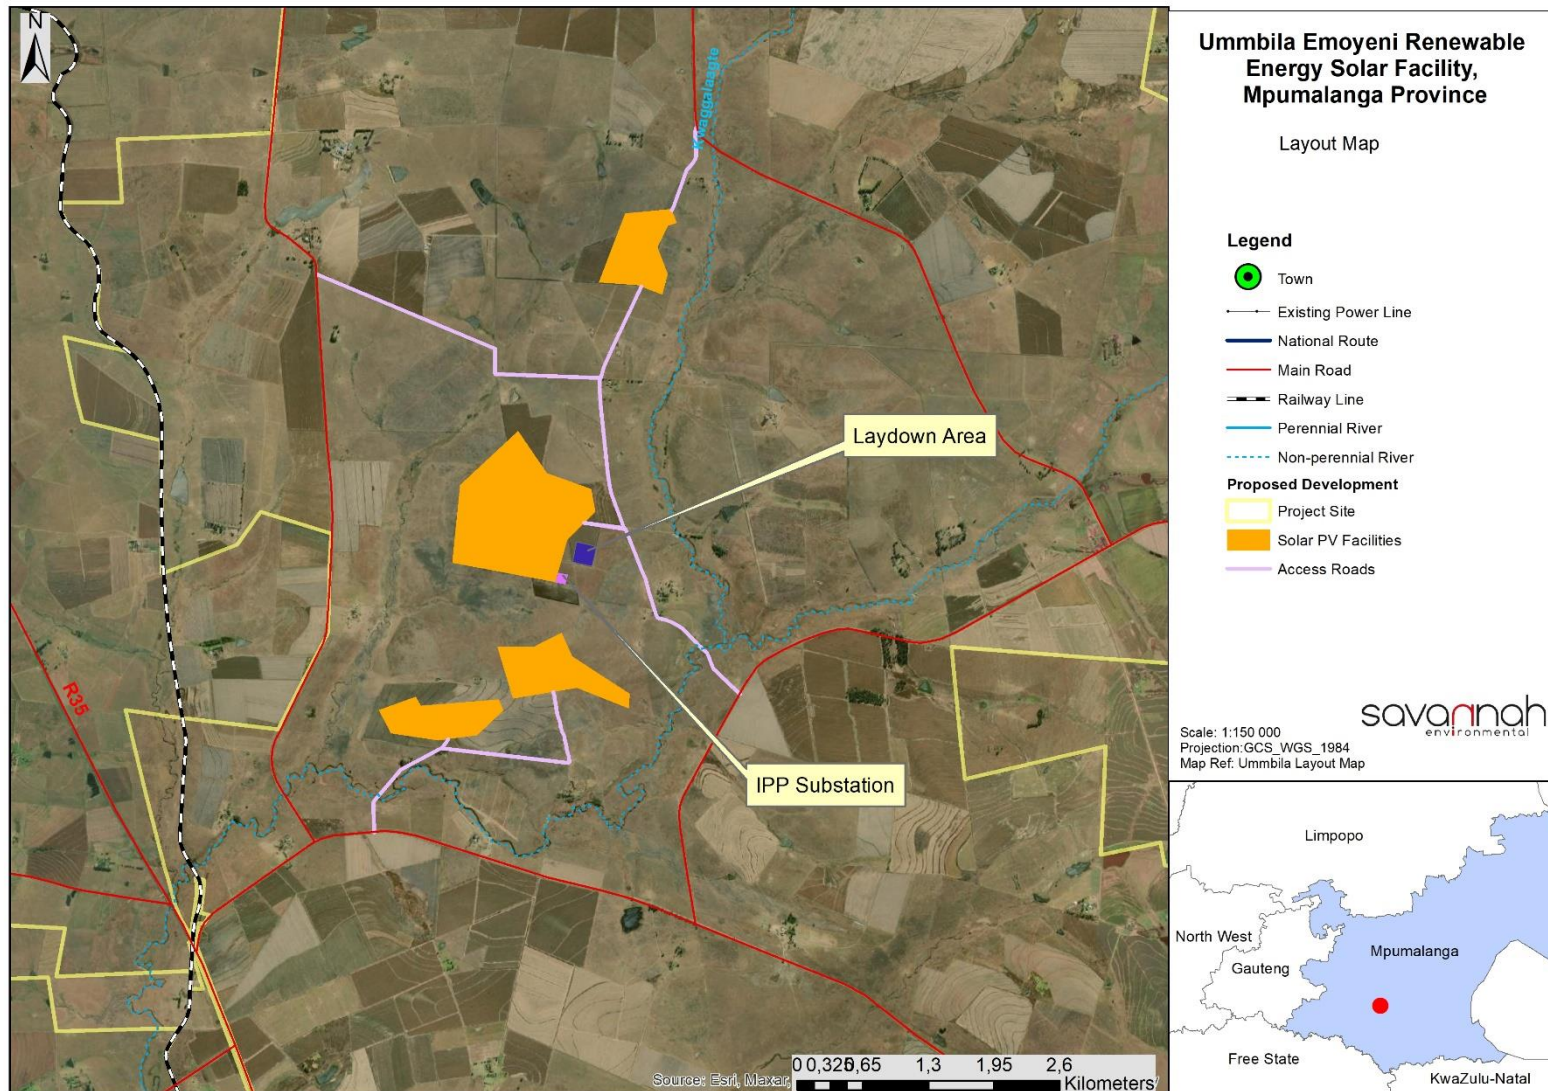 N
Kwaggalaagte
R35
Laydown Area
IPP Substation
Source: Esri, Maxar,
0 0,325 0,65 1,3 1,95 2,6
Kilometers
Ummbila Emoyeni Renewable
Energy Solar Facility,
Mpumalanga Province
Layout Map
Legend
Town
Existing Power Line
National Route
Main Road
Railway Line
Perennial River
Non-perennial River
Proposed Development
Project Site
Solar PV Facilities
Access Roads
savannah
environmental
Scale: 1:150 000
Projection:GCS_WGS_1984
Map Ref: Ummbila Layout Map
Limpopo
North West
Gauteng
Mpumalanga
Free State
KwaZulu-Natal